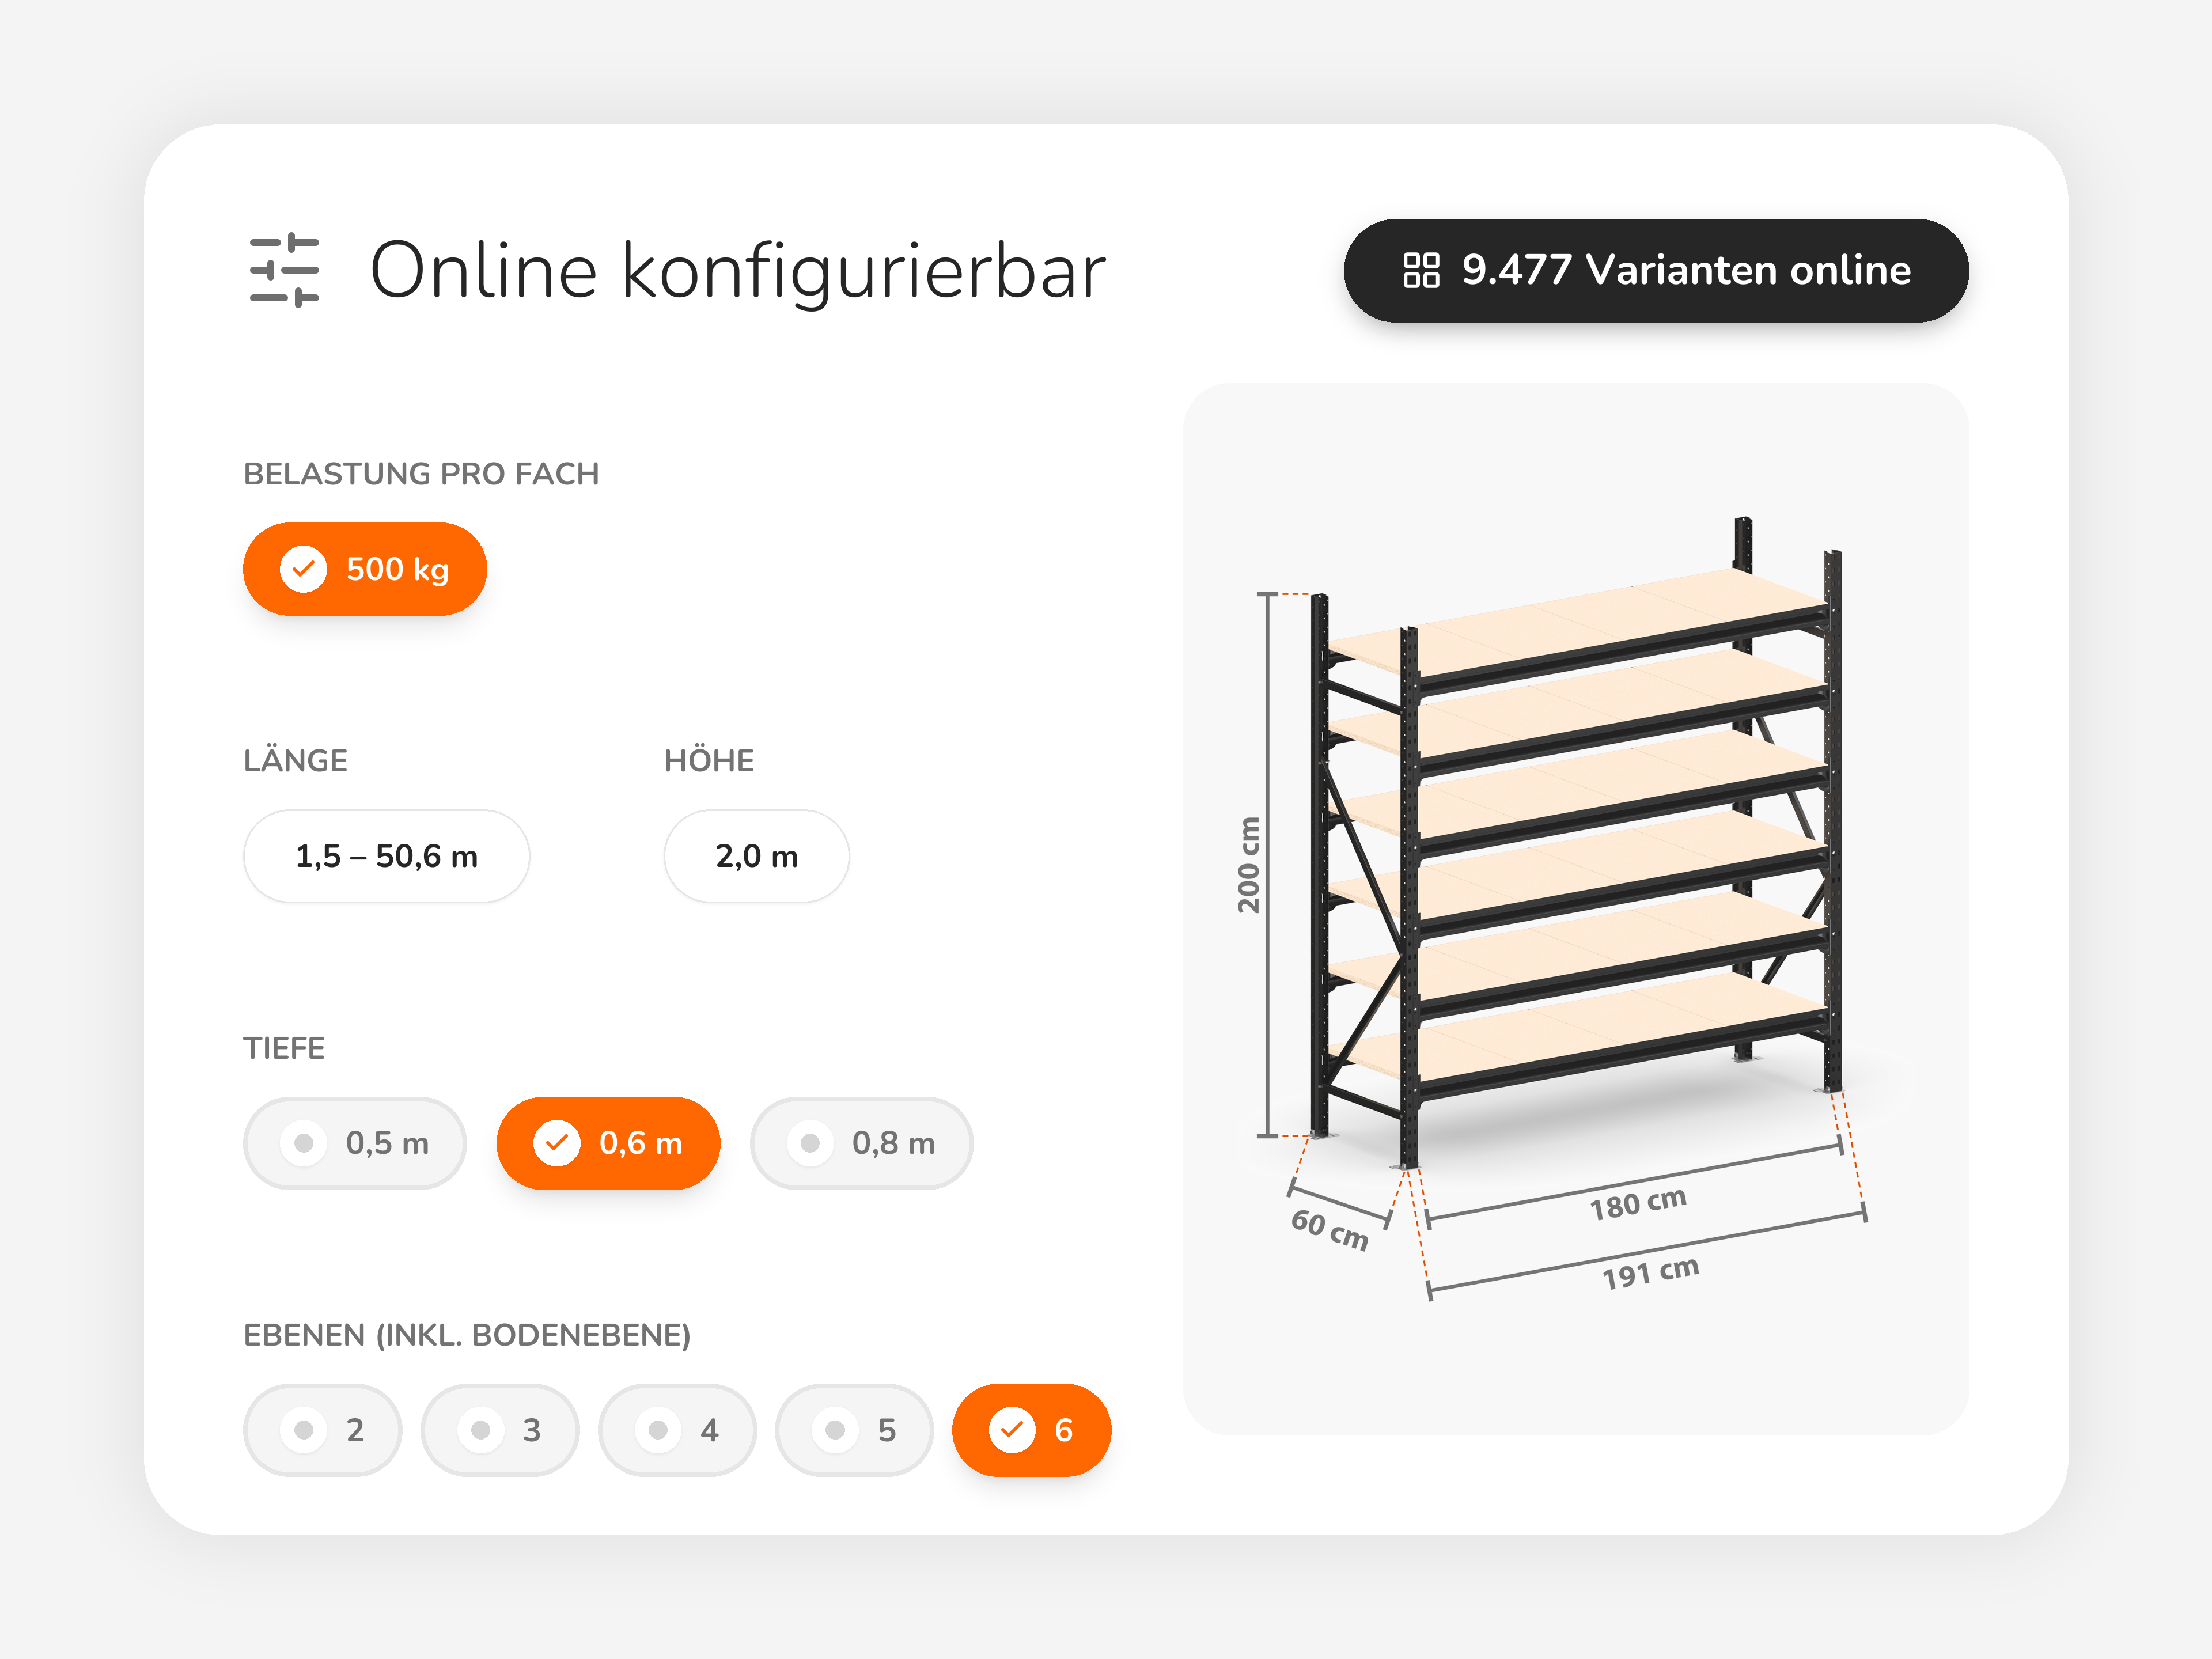 Online konfigurierbar
9.477 Varianten online
BELASTUNG PRO FACH
500 kg
LÄNGE
1,5 – 50,6 m
HÖHE
2,0 m
TIEFE
0,5 m
0,6 m
0,8 m
EBENEN (INKL. BODENEBENE)
2
3
4
5
6
200 cm
60 cm
180 cm
191 cm